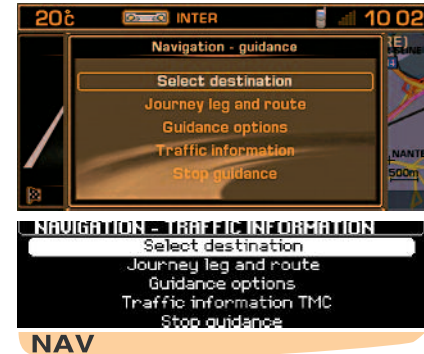 20c INTER 10 02
Navigation - guidance
Select destination
Journey leg and route
Guidance options
Traffic information
Stop guidance
NANTE
500m
NAVIGATION - TRAFFIC INFORMATION
Select destination
Journey leg and route
Guidance options
Traffic information TMC
Stop guidance
NAV